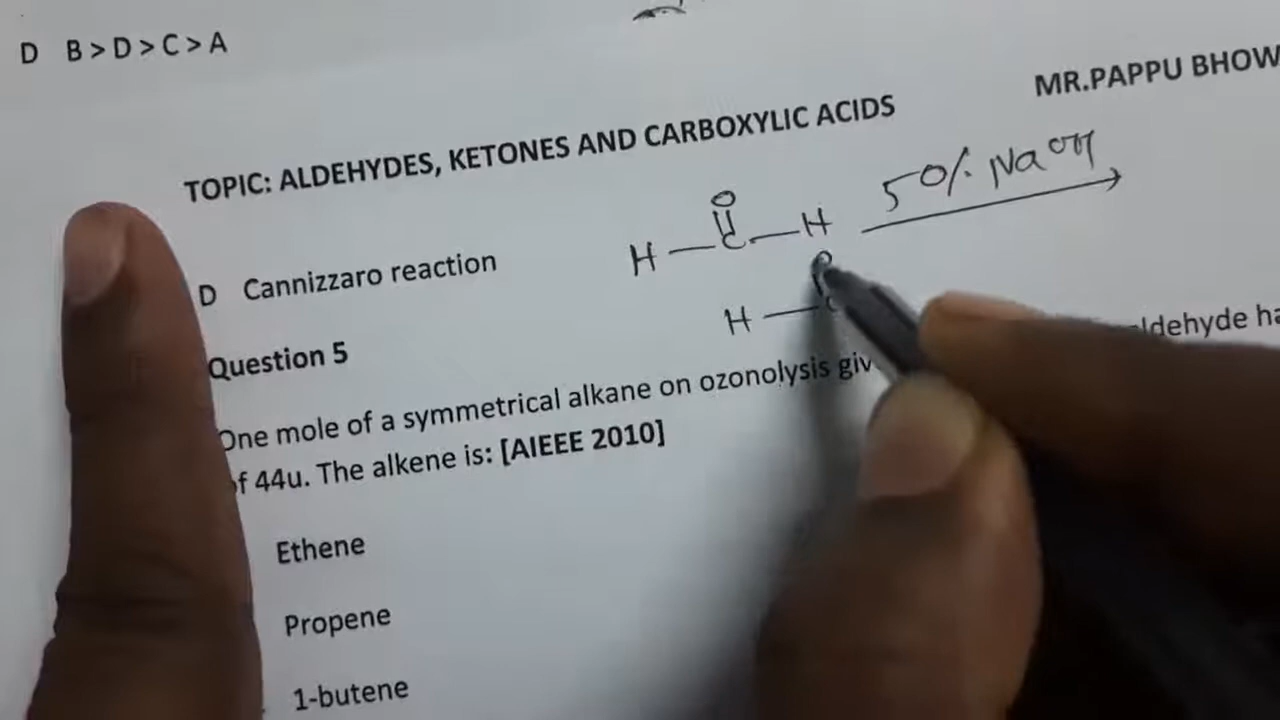 D B > D > C > A
MR.PAPPU BHOW
TOPIC: ALDEHYDES, KETONES AND CARBOXYLIC ACIDS
50% NaOH
O
H — C — H
D Cannizzaro reaction
O
H — C
Question 5
One mole of a symmetrical alkane on ozonolysis giv ldehyde ha
of 44u. The alkene is: [AIEEE 2010]
Ethene
Propene
1-butene